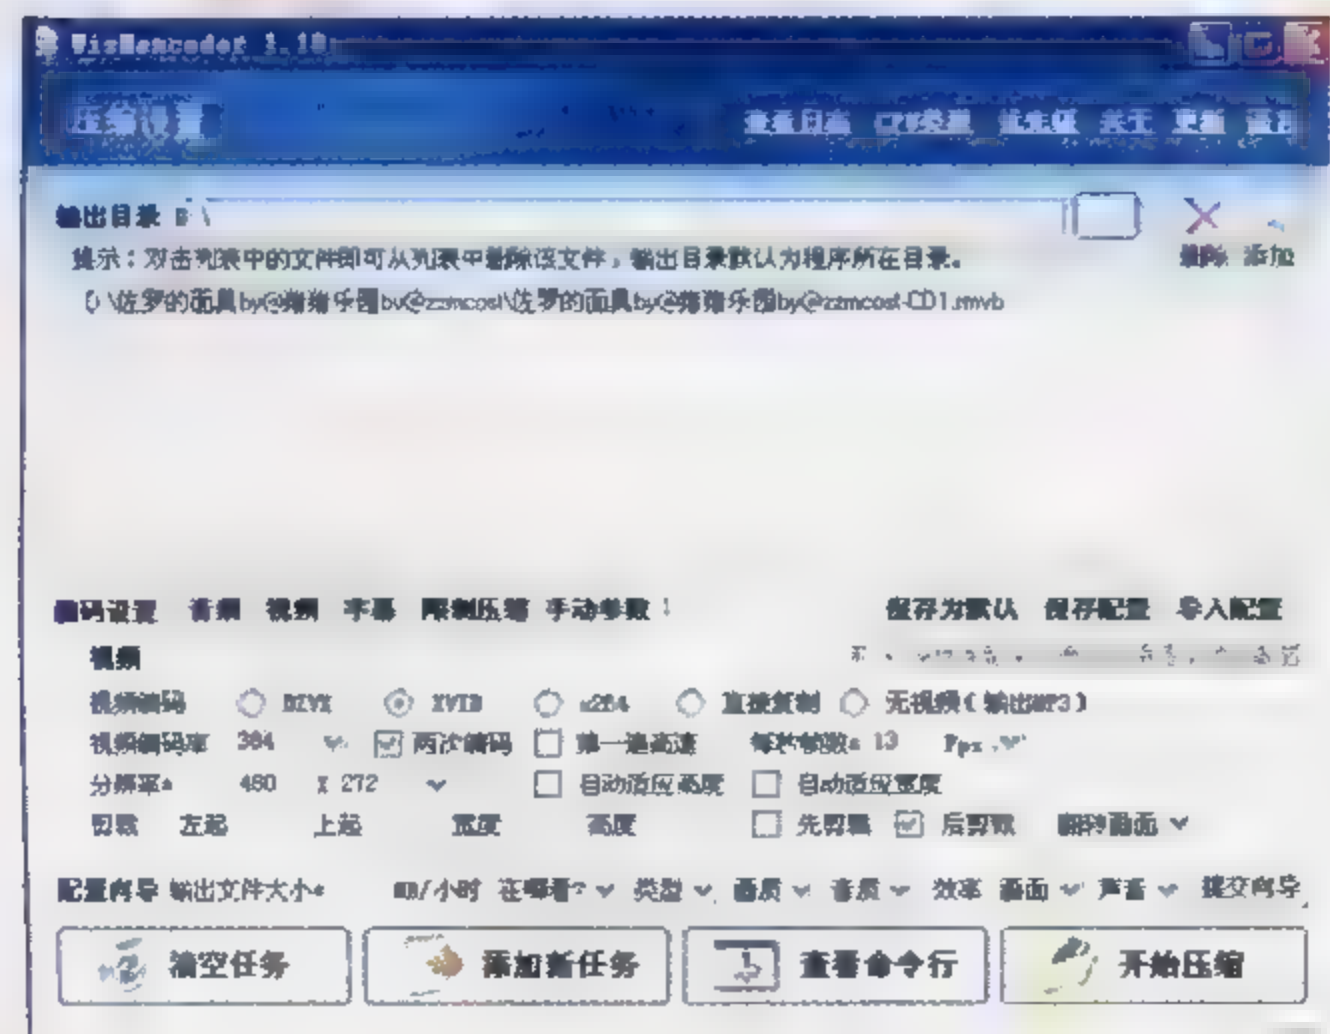 压缩设置 查看日志 CPU发展 优先级 关于 更新
输出目录 D:\
提示：对击列表中的文件即可从列表中删除该文件，输出目录默认为程序所在目录。 删除 添加
D:\佐罗的面具by@猪猪乐园by@zzmcost\佐罗的面具by@猪猪乐园by@zzmcost-CD1.rmvb
编码设置 音频 视频 字幕 限制压缩 手动参数 保存为默认 保存配置 导入配置
视频
视频编码 DIVX XVID x264 直接复制 无视频(输出MP3)
视频编码率 384 两次编码 第一遍高速 每秒帧数* 13 Fps
分辨率* 480 X 272 自动适应高度 自动适应宽度
剪裁 左起 上起 宽度 高度 先剪裁 后剪裁 翻转画面
配置向导 输出文件大小* MB/小时 在哪看? 类型 画质 音质 效率 画面 声音 提交向导
清空任务 添加新任务 查看命令行 开始压缩